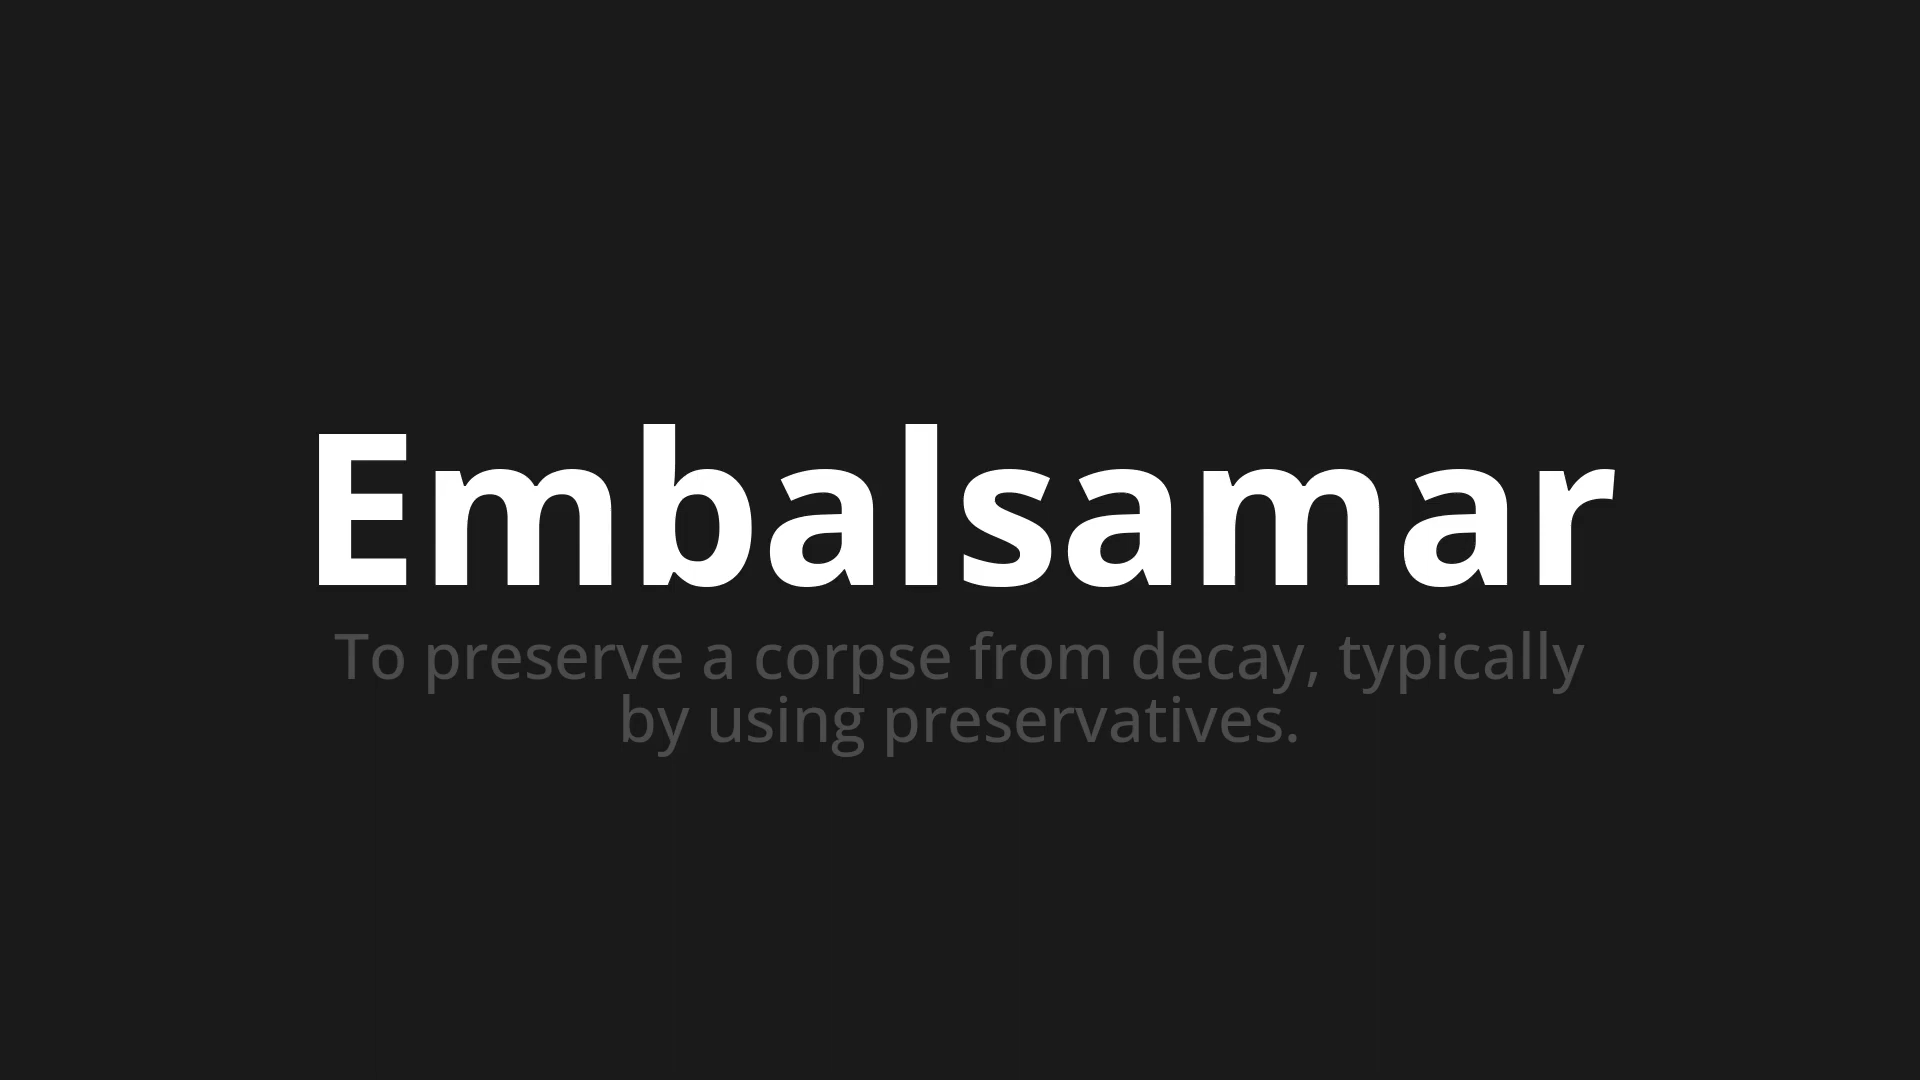 Embalsamar
To preserve a corpse from decay, typically
by using preservatives.